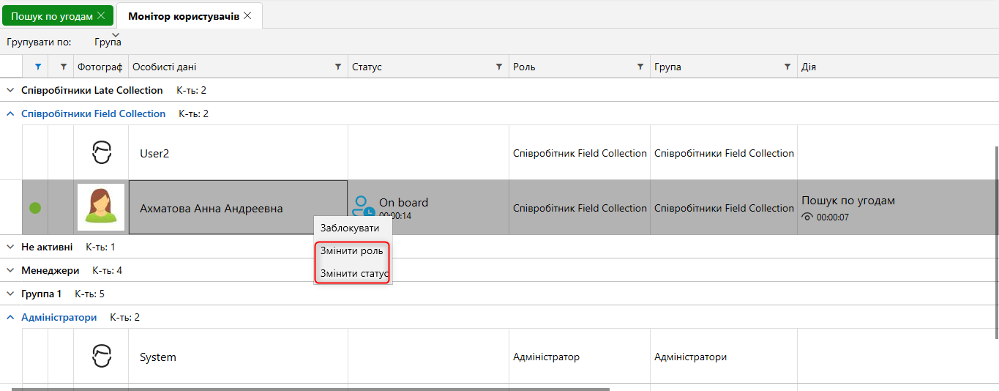 Пошук по угодам
Монітор користувачів
Групувати по: Група
Фотограф Особисті дані Статус Роль Група Дія
Співробітники Late Collection К-ть: 2
Співробітники Field Collection К-ть: 2
User2 Співробітник Field Collection Співробітники Field Collection
Ахматова Анна Андреевна On board 00:00:14 Співробітник Field Collection Співробітники Field Collection Пошук по угодам 00:00:07
Заблокувати
Змінити роль
Змінити статус
Не активні К-ть: 1
Менеджери К-ть: 4
Группа 1 К-ть: 5
Адміністратори К-ть: 2
System Адміністратор Адміністратори